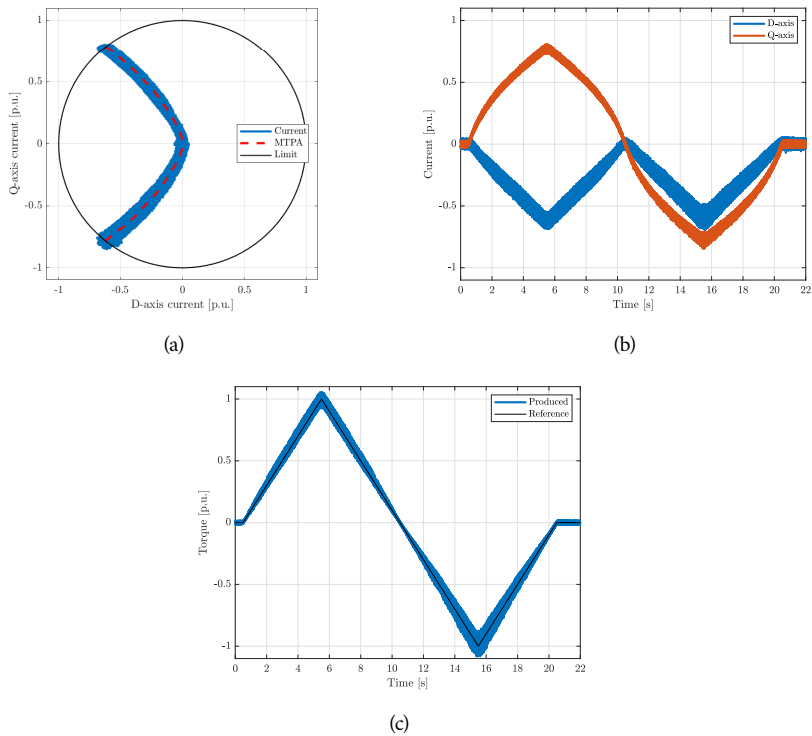 1
0.5
0
-0.5
-1
Q-axis current [p.u.]
-1
-0.5
0
0.5
1
D-axis current [p.u.]
Current
MTPA
Limit
(a)
1
0.5
0
-0.5
-1
Current [p.u.]
0 2 4 6 8 10 12 14 16 18 20 22
Time [s]
D-axis
Q-axis
(b)
1
0.5
0
-0.5
-1
Torque [p.u.]
0 2 4 6 8 10 12 14 16 18 20 22
Time [s]
Produced
Reference
(c)